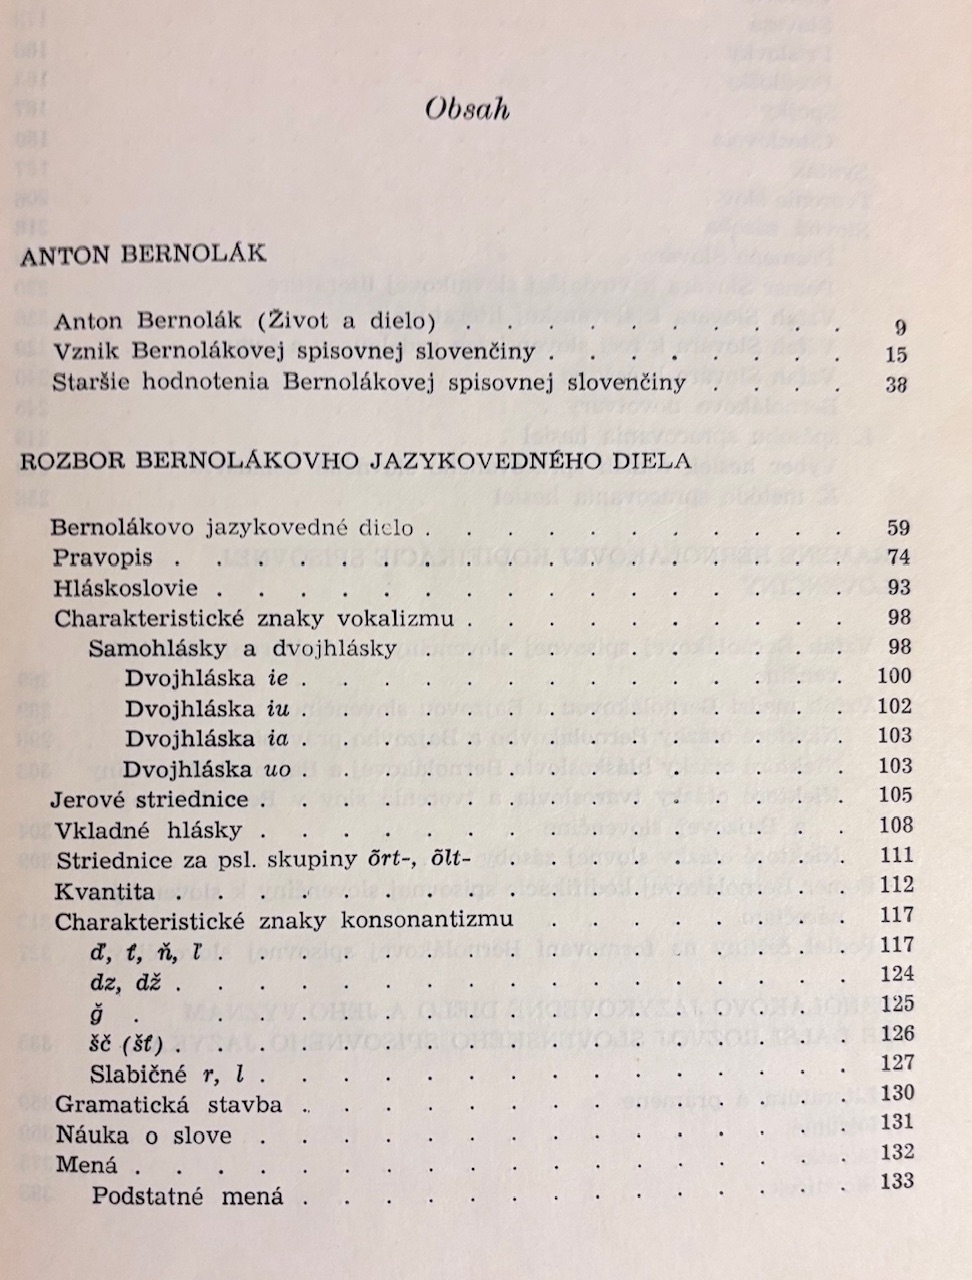 Obsah
ANTON BERNOLÁK
Anton Bernolák (Život a dielo) . . . . . . . . . . 9
Vznik Bernolákovej spisovnej slovenčiny . . . . . . . . 15
Staršie hodnotenia Bernolákovej spisovnej slovenčiny . . . . 38
ROZBOR BERNOLÁKOVHO JAZYKOVEDNÉHO DIELA
Bernolákovo jazykovedné dielo . . . . . . . . . . . 59
Pravopis . . . . . . . . . . . . . . . . . 74
Hláskoslovie . . . . . . . . . . . . . . . . 93
Charakteristické znaky vokalizmu . . . . . . . . . . 98
Samohlásky a dvojhlásky . . . . . . . . . . . 98
Dvojhláska ie . . . . . . . . . . . . . . 100
Dvojhláska iu . . . . . . . . . . . . . . 102
Dvojhláska ia . . . . . . . . . . . . . . 103
Dvojhláska uo . . . . . . . . . . . . . . 103
Jerové striednice . . . . . . . . . . . . . . . 105
Vkladné hlásky . . . . . . . . . . . . . . . 108
Striednice za psl. skupiny õrt-, õlt- . . . . . . . . . 111
Kvantita . . . . . . . . . . . . . . . . . 112
Charakteristické znaky konsonantizmu . . . . . . . . 117
ď, ť, ň, ľ . . . . . . . . . . . . . . . . 117
dz, dž . . . . . . . . . . . . . . . . . 124
ğ . . . . . . . . . . . . . . . . . . 125
šč (šť) . . . . . . . . . . . . . . . . . 126
Slabičné r, l . . . . . . . . . . . . . . . 127
Gramatická stavba . . . . . . . . . . . . . . 130
Náuka o slove . . . . . . . . . . . . . . . 131
Mená . . . . . . . . . . . . . . . . . . 132
Podstatné mená . . . . . . . . . . . . . . 133